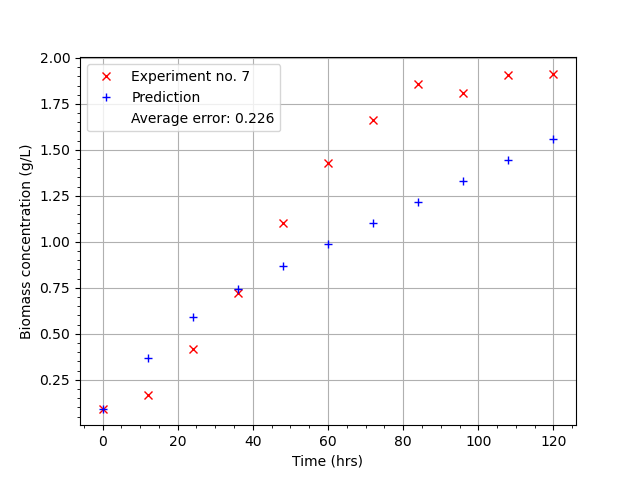 2.00
1.75
1.50
1.25
1.00
0.75
0.50
0.25
Biomass concentration (g/L)
Experiment no. 7
Prediction
Average error: 0.226
0 20 40 60 80 100 120
Time (hrs)